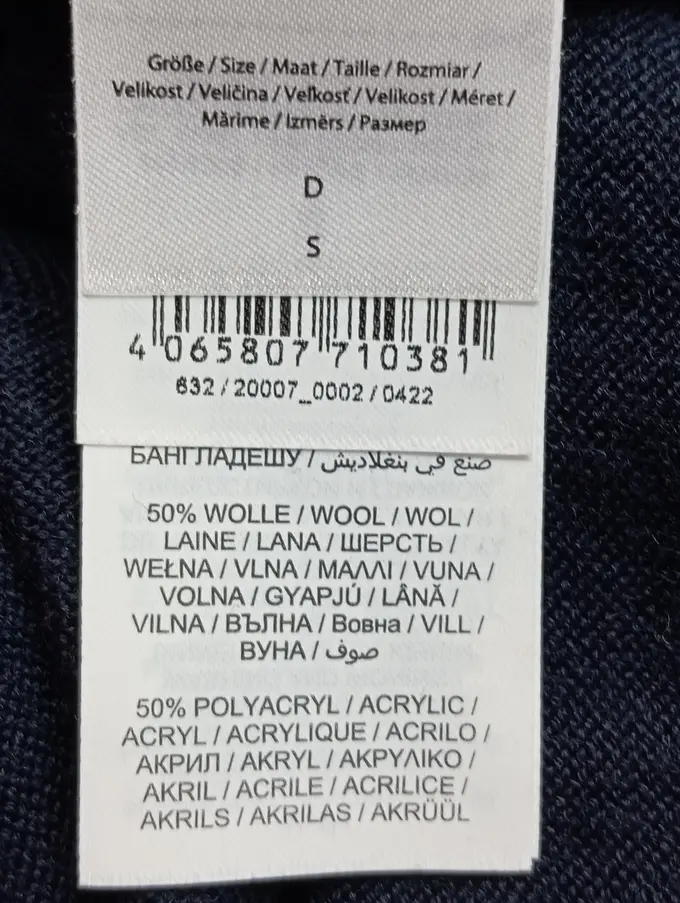 Größe / Size / Maat / Taille / Rozmiar /
Velikost / Veličina / Veľkosť / Velikost / Méret /
Mărime / Izmērs / Размер
D
S
4 065807 710381
632 / 20007_0002 / 0422
БАНГЛАДЕШУ / صنع في بنغلاديش
50% WOLLE / WOOL / WOL /
LAINE / LANA / ШЕРСТЬ /
WEŁNA / VLNA / ΜΑΛΛΙ / VUNA /
VOLNA / GYAPJÚ / LÂNĂ /
VILNA / ВЪЛНА / Вовна / VILL /
ВУНА / صوف
50% POLYACRYL / ACRYLIC /
ACRYL / ACRYLIQUE / ACRILO /
АКРИЛ / AKRYL / ΑΚΡΥΛΙΚΟ /
AKRIL / ACRILE / ACRILICE /
AKRILS / AKRILAS / AKRÜÜL